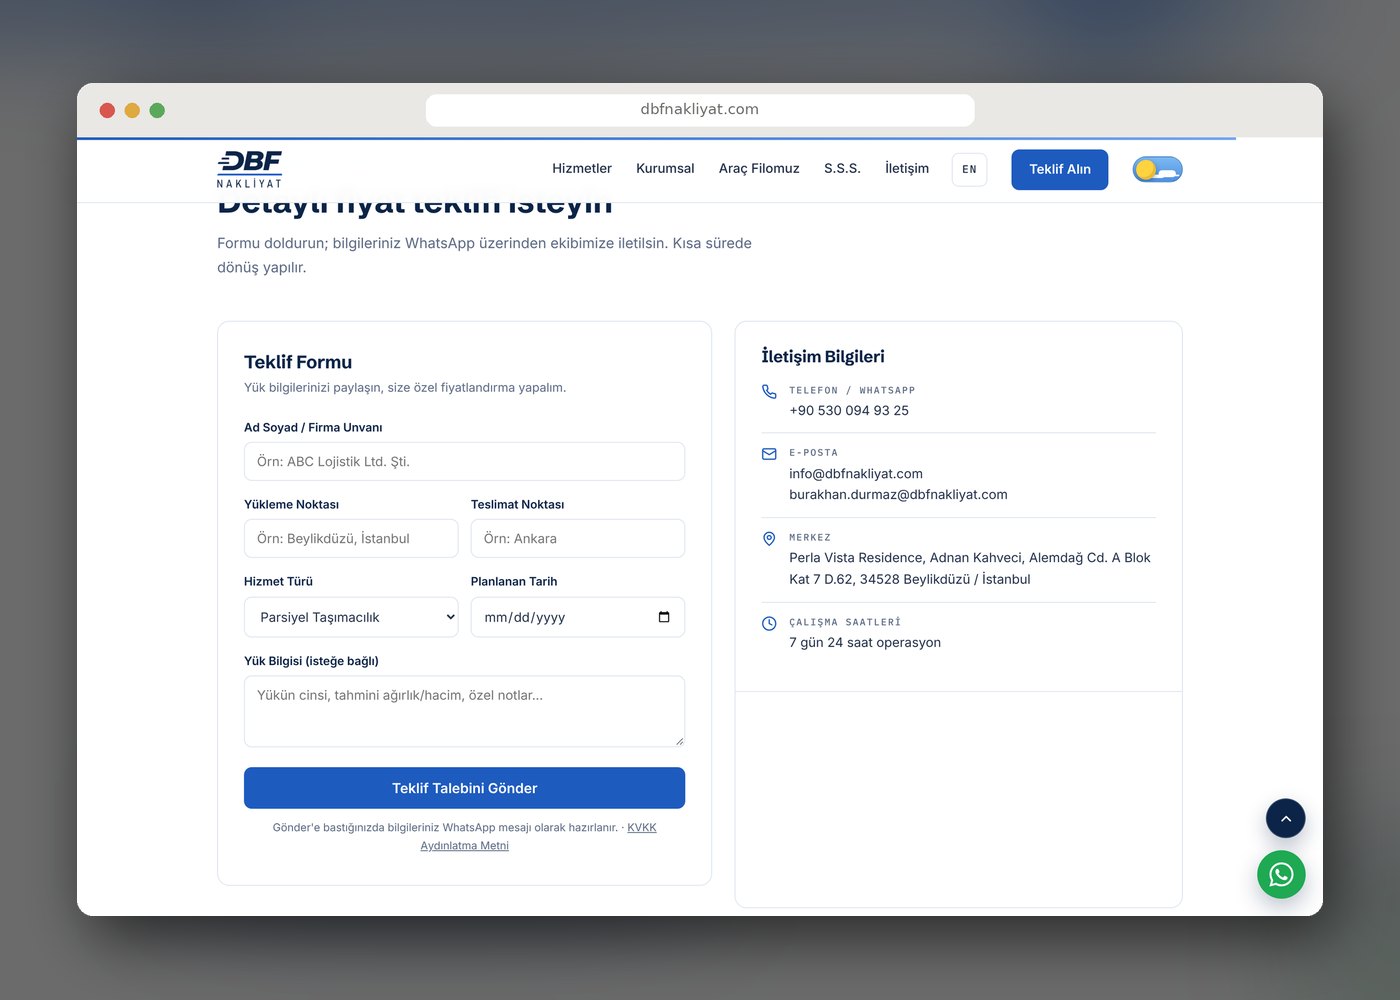 dbfnakliyat.com
DBF
NAKLİYAT
Hizmetler
Kurumsal
Araç Filomuz
S.S.S.
İletişim
EN
Teklif Alın
Detaylı fiyat teklifi isteyin
Formu doldurun; bilgileriniz WhatsApp üzerinden ekibimize iletilsin. Kısa sürede
dönüş yapılır.
Teklif Formu
Yük bilgilerinizi paylaşın, size özel fiyatlandırma yapalım.
Ad Soyad / Firma Unvanı
Örn: ABC Lojistik Ltd. Şti.
Yükleme Noktası
Teslimat Noktası
Örn: Beylikdüzü, İstanbul
Örn: Ankara
Hizmet Türü
Planlanan Tarih
Parsiyel Taşımacılık
mm/dd/yyyy
Yük Bilgisi (isteğe bağlı)
Yükün cinsi, tahmini ağırlık/hacim, özel notlar...
Teklif Talebini Gönder
Gönder'e bastığınızda bilgileriniz WhatsApp mesajı olarak hazırlanır. · KVKK
Aydınlatma Metni
İletişim Bilgileri
TELEFON / WHATSAPP
+90 530 094 93 25
E-POSTA
info@dbfnakliyat.com
burakhan.durmaz@dbfnakliyat.com
MERKEZ
Perla Vista Residence, Adnan Kahveci, Alemdağ Cd. A Blok
Kat 7 D.62, 34528 Beylikdüzü / İstanbul
ÇALIŞMA SAATLERİ
7 gün 24 saat operasyon